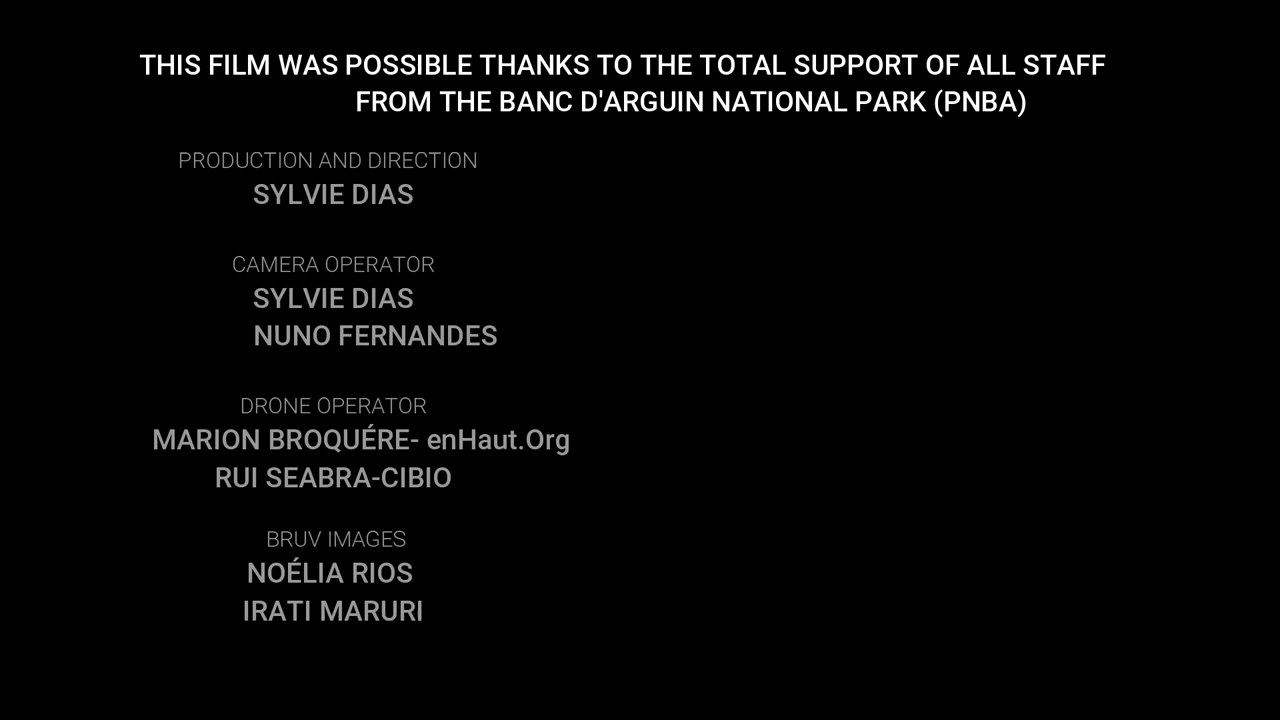 THIS FILM WAS POSSIBLE THANKS TO THE TOTAL SUPPORT OF ALL STAFF
FROM THE BANC D'ARGUIN NATIONAL PARK (PNBA)
PRODUCTION AND DIRECTION
SYLVIE DIAS
CAMERA OPERATOR
SYLVIE DIAS
NUNO FERNANDES
DRONE OPERATOR
MARION BROQUÉRE- enHaut.Org
RUI SEABRA-CIBIO
BRUV IMAGES
NOÉLIA RIOS
IRATI MARURI